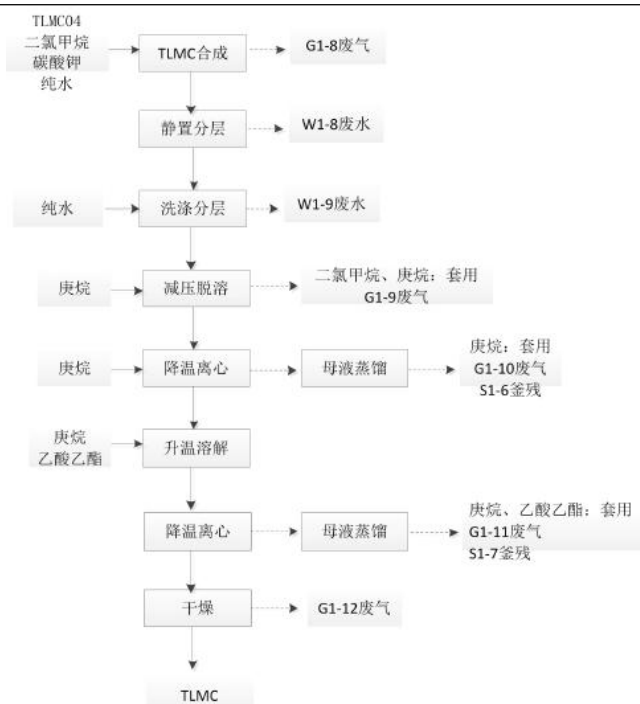 TLMC04
二氯甲烷
碳酸钾
纯水
TLMC合成
G1-8废气
静置分层
W1-8废水
纯水
洗涤分层
W1-9废水
庚烷
减压脱溶
二氯甲烷、庚烷：套用
G1-9废气
庚烷
降温离心
母液蒸馏
庚烷：套用
G1-10废气
S1-6釜残
庚烷
乙酸乙酯
升温溶解
降温离心
母液蒸馏
庚烷、乙酸乙酯：套用
G1-11废气
S1-7釜残
干燥
G1-12废气
TLMC